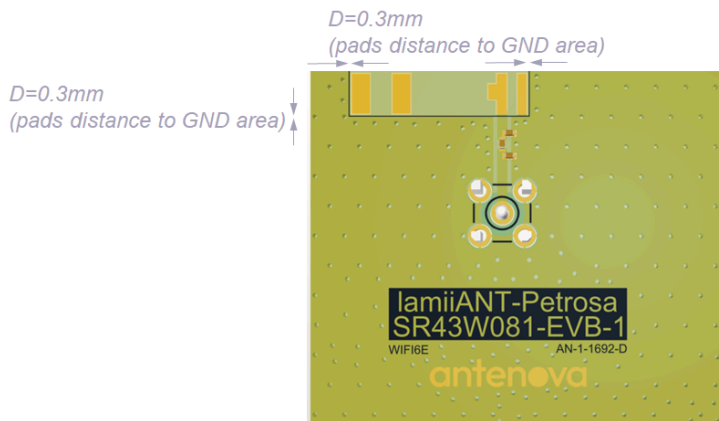 D=0.3mm
(pads distance to GND area)
D=0.3mm
(pads distance to GND area)
lamiiANT-Petrosa
SR43W081-EVB-1
WIFI6E AN-1-1692-D
antenova